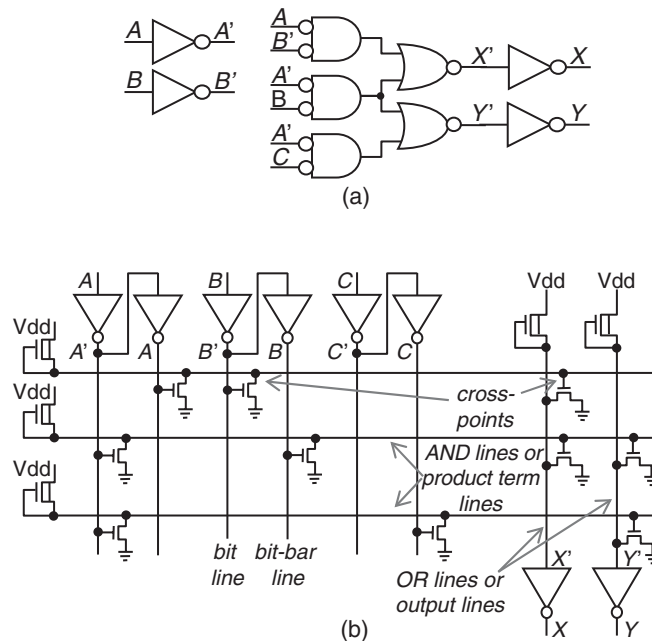 A A'
B B'
A
B'
A'
B
A'
C
X' X
Y' Y
(a)
A B C
Vdd Vdd
Vdd
A' A B' B C' C
cross-
points
Vdd
AND lines or
product term
lines
Vdd
bit
line
bit-bar
line
OR lines or
output lines
X' Y'
X Y
(b)